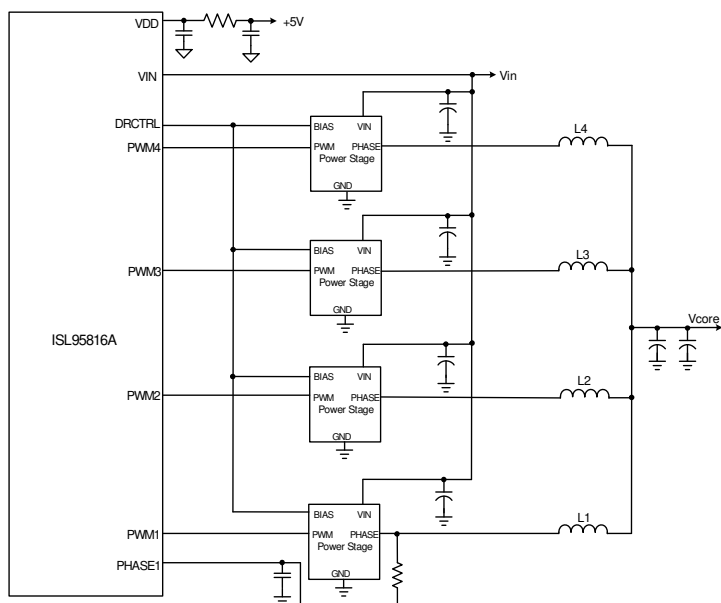 VDD
+5V
VIN
Vin
DRCTRL
BIAS VIN
L4
PWM4
PWM PHASE
Power Stage
GND
BIAS VIN
L3
PWM3
PWM PHASE
Power Stage
GND
Vcore
ISL95816A
BIAS VIN
L2
PWM2
PWM PHASE
Power Stage
GND
BIAS VIN
L1
PWM1
PWM PHASE
Power Stage
PHASE1
GND